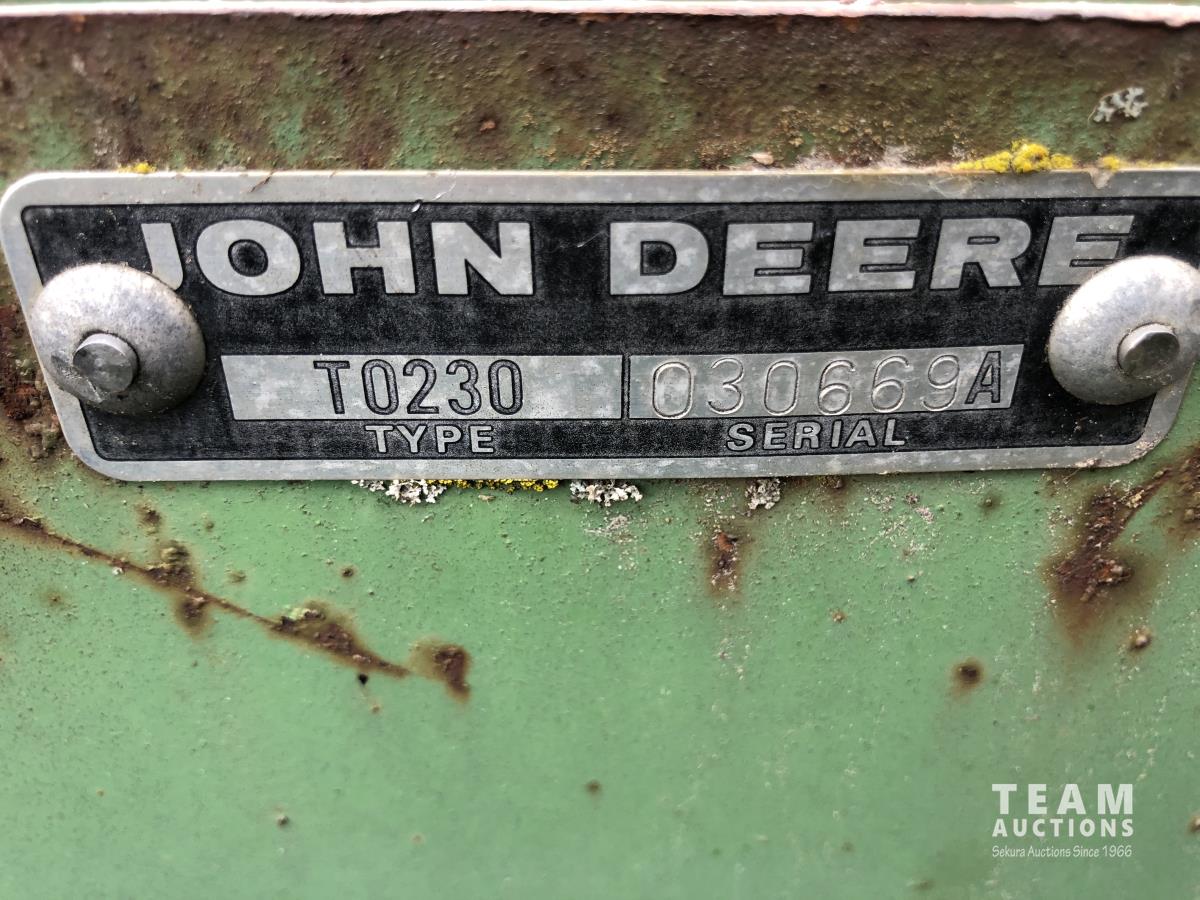 JOHN DEERE
T0230 030669A
TYPE SERIAL
TEAM
AUCTIONS
Sekura Auctions Since 1966